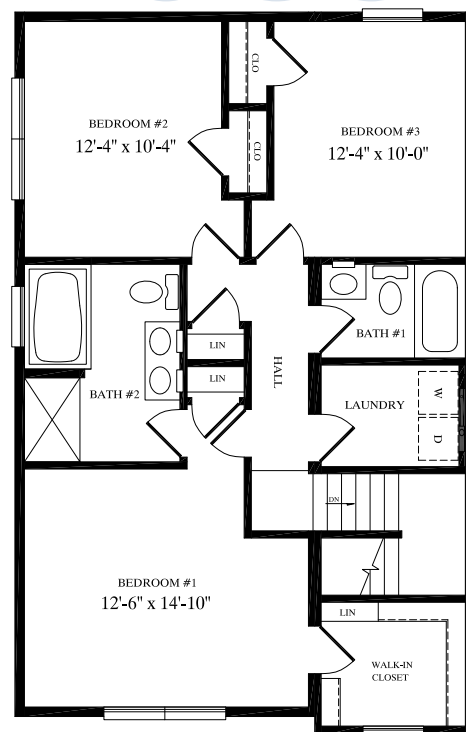 CLO
BEDROOM #2
12'-4" x 10'-4"
BEDROOM #3
12'-4" x 10'-0"
CLO
BATH #1
LIN
HALL
LIN
BATH #2
LAUNDRY
W
D
DN
BEDROOM #1
12'-6" x 14'-10"
LIN
WALK-IN
CLOSET